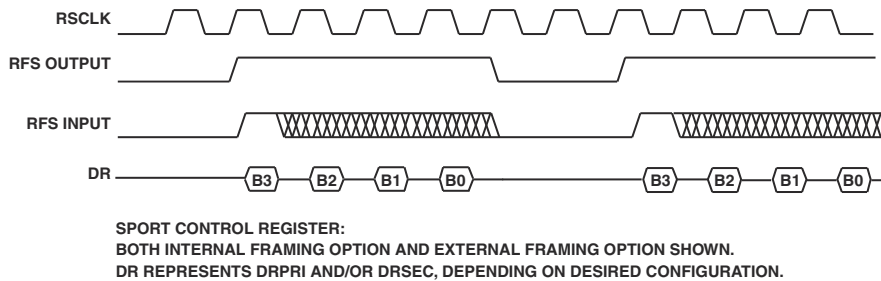 RSCLK
RFS OUTPUT
RFS INPUT
DR B3 B2 B1 B0 B3 B2 B1 B0
SPORT CONTROL REGISTER:
BOTH INTERNAL FRAMING OPTION AND EXTERNAL FRAMING OPTION SHOWN.
DR REPRESENTS DRPRI AND/OR DRSEC, DEPENDING ON DESIRED CONFIGURATION.